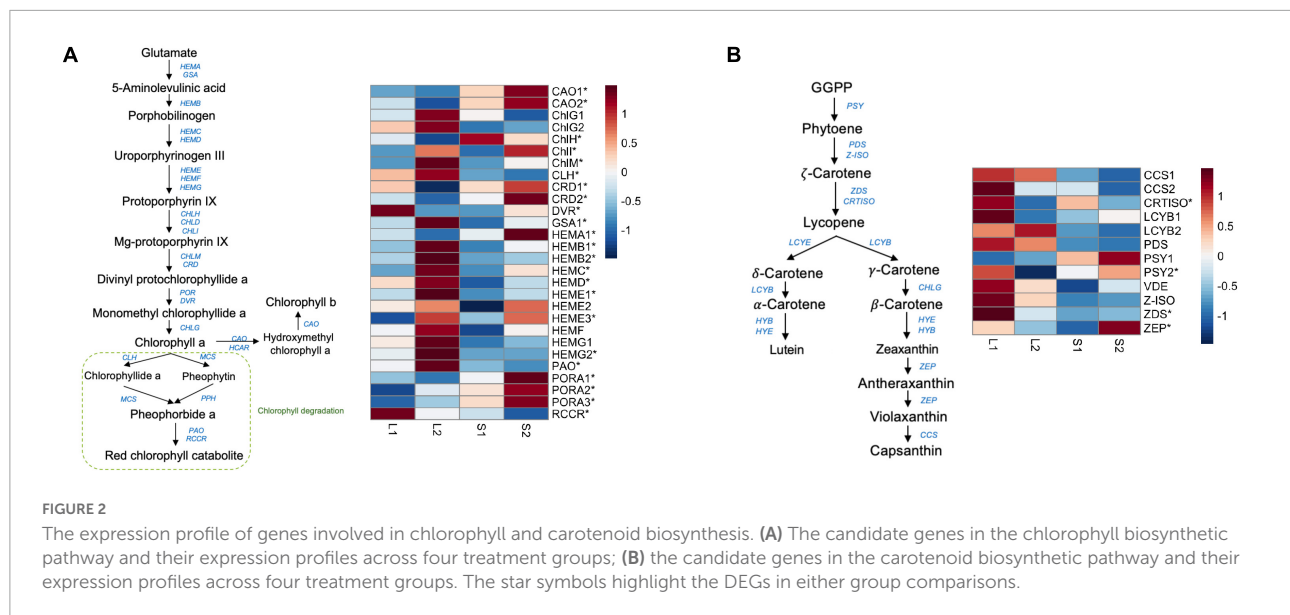 A
Glutamate
HEMA
GSA
5-Aminolevulinic acid
HEMB
Porphobilinogen
HEMC
HEMD
Uroporphyrinogen III
HEME
HEMF
HEMG
Protoporphyrin IX
CHLH
CHLD
CHLI
Mg-protoporphyrin IX
CHLM
CRD
Divinyl protochlorophyllide a
POR
DVR
Monomethyl chlorophyllide a
CHLG
Chlorophyll a
CAO
HCAR
Hydroxymethyl
chlorophyll a
CAO
Chlorophyll b
CLH
MCS
Chlorophyllide a
Pheophytin
MCS
PPH
Pheophorbide a
PAO
RCCR
Red chlorophyll catabolite
Chlorophyll degradation
CAO1*
CAO2*
ChlG1
ChlG2
ChlH*
ChlI*
ChlM*
CLH*
CRD1*
CRD2*
DVR*
GSA1*
HEMA1*
HEMB1*
HEMB2*
HEMC*
HEMD*
HEME1*
HEME2
HEME3*
HEMF
HEMG1
HEMG2*
PAO*
PORA1*
PORA2*
PORA3*
RCCR*
L1
L2
S1
S2
1
0.5
0
-0.5
-1
B
GGPP
PSY
Phytoene
PDS
Z-ISO
ζ-Carotene
ZDS
CRTISO
Lycopene
LCYE
LCYB
δ-Carotene
γ-Carotene
LCYB
CHLG
α-Carotene
β-Carotene
HYB
HYE
HYE
HYB
Lutein
Zeaxanthin
ZEP
Antheraxanthin
ZEP
Violaxanthin
CCS
Capsanthin
CCS1
CCS2
CRTISO*
LCYB1
LCYB2
PDS
PSY1
PSY2*
VDE
Z-ISO
ZDS*
ZEP*
L1
L2
S1
S2
1
0.5
0
-0.5
-1
FIGURE 2
The expression profile of genes involved in chlorophyll and carotenoid biosynthesis. (A) The candidate genes in the chlorophyll biosynthetic
pathway and their expression profiles across four treatment groups; (B) the candidate genes in the carotenoid biosynthetic pathway and their
expression profiles across four treatment groups. The star symbols highlight the DEGs in either group comparisons.